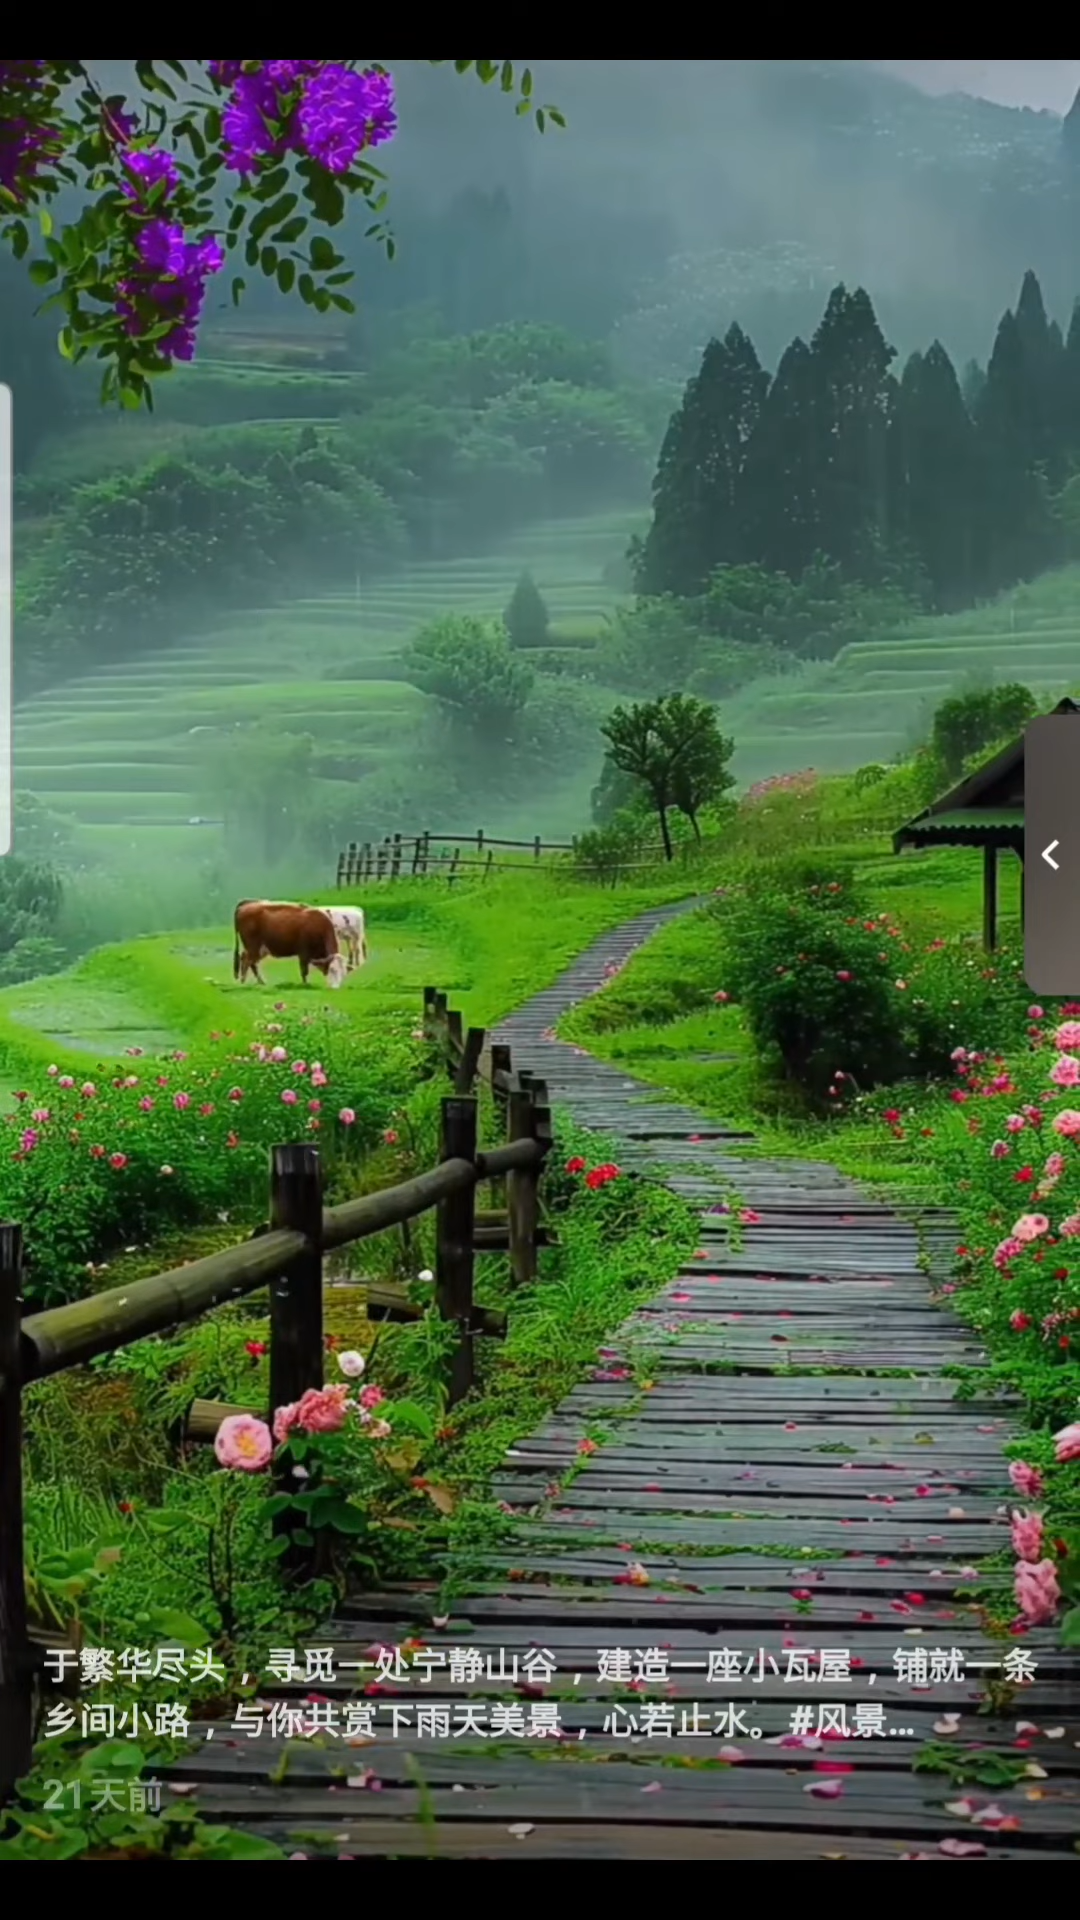 于繁华尽头，寻觅一处宁静山谷，建造一座小瓦屋，铺就一条
乡间小路，与你共赏下雨天美景，心若止水。#风景...
21天前